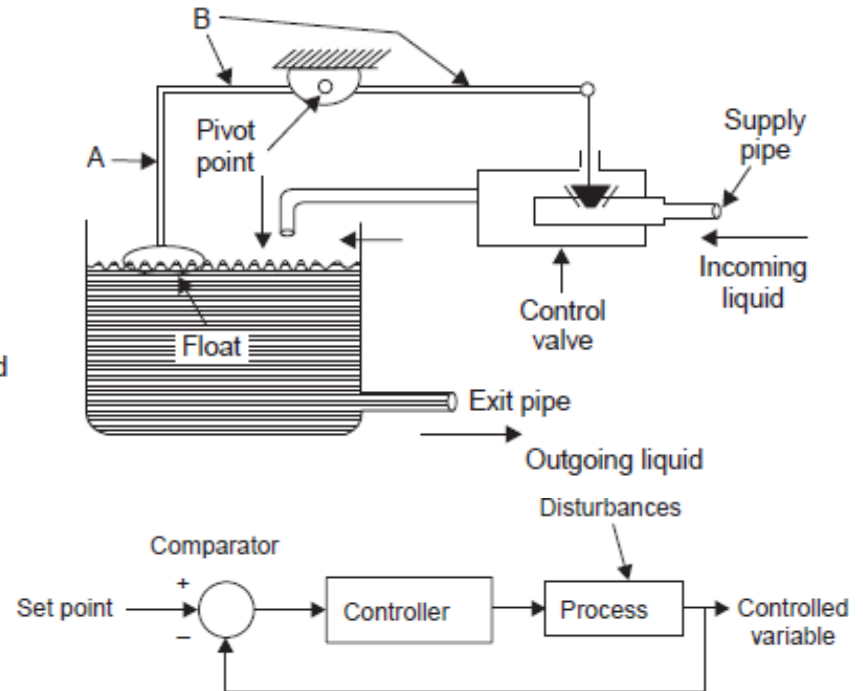 B
Pivot
point
A
Supply
pipe
Incoming
liquid
Control
valve
Float
d
Exit pipe
Outgoing liquid
Disturbances
Comparator
+
Set point
Controller
Process
Controlled
variable
–